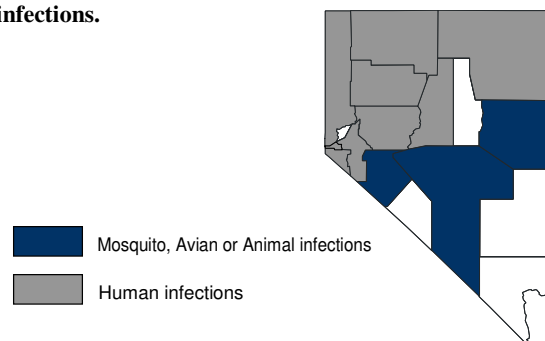 infections.
Mosquito, Avian or Animal infections
Human infections